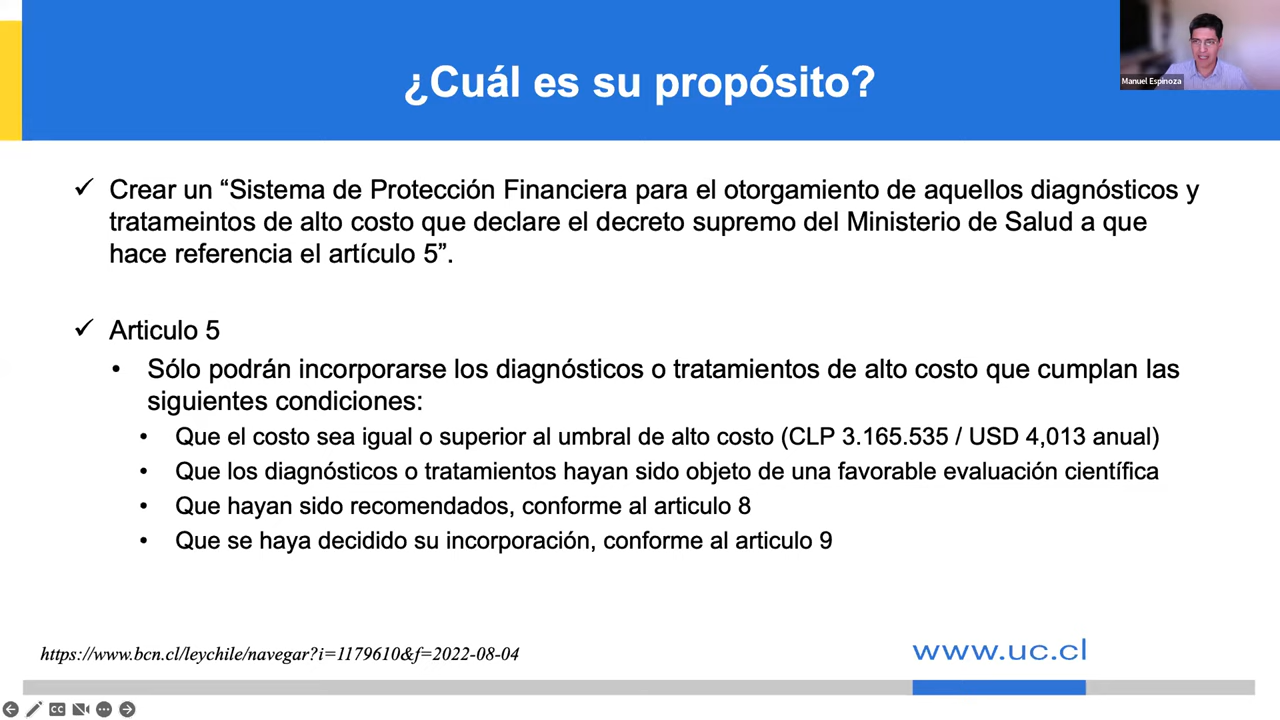 ¿Cuál es su propósito?
Manuel Espinoza
✓ Crear un “Sistema de Protección Financiera para el otorgamiento de aquellos diagnósticos y
tratameintos de alto costo que declare el decreto supremo del Ministerio de Salud a que
hace referencia el artículo 5”.
✓ Articulo 5
• Sólo podrán incorporarse los diagnósticos o tratamientos de alto costo que cumplan las
siguientes condiciones:
• Que el costo sea igual o superior al umbral de alto costo (CLP 3.165.535 / USD 4,013 anual)
• Que los diagnósticos o tratamientos hayan sido objeto de una favorable evaluación científica
• Que hayan sido recomendados, conforme al articulo 8
• Que se haya decidido su incorporación, conforme al articulo 9
https://www.bcn.cl/leychile/navegar?i=1179610&f=2022-08-04
www.uc.cl
CC